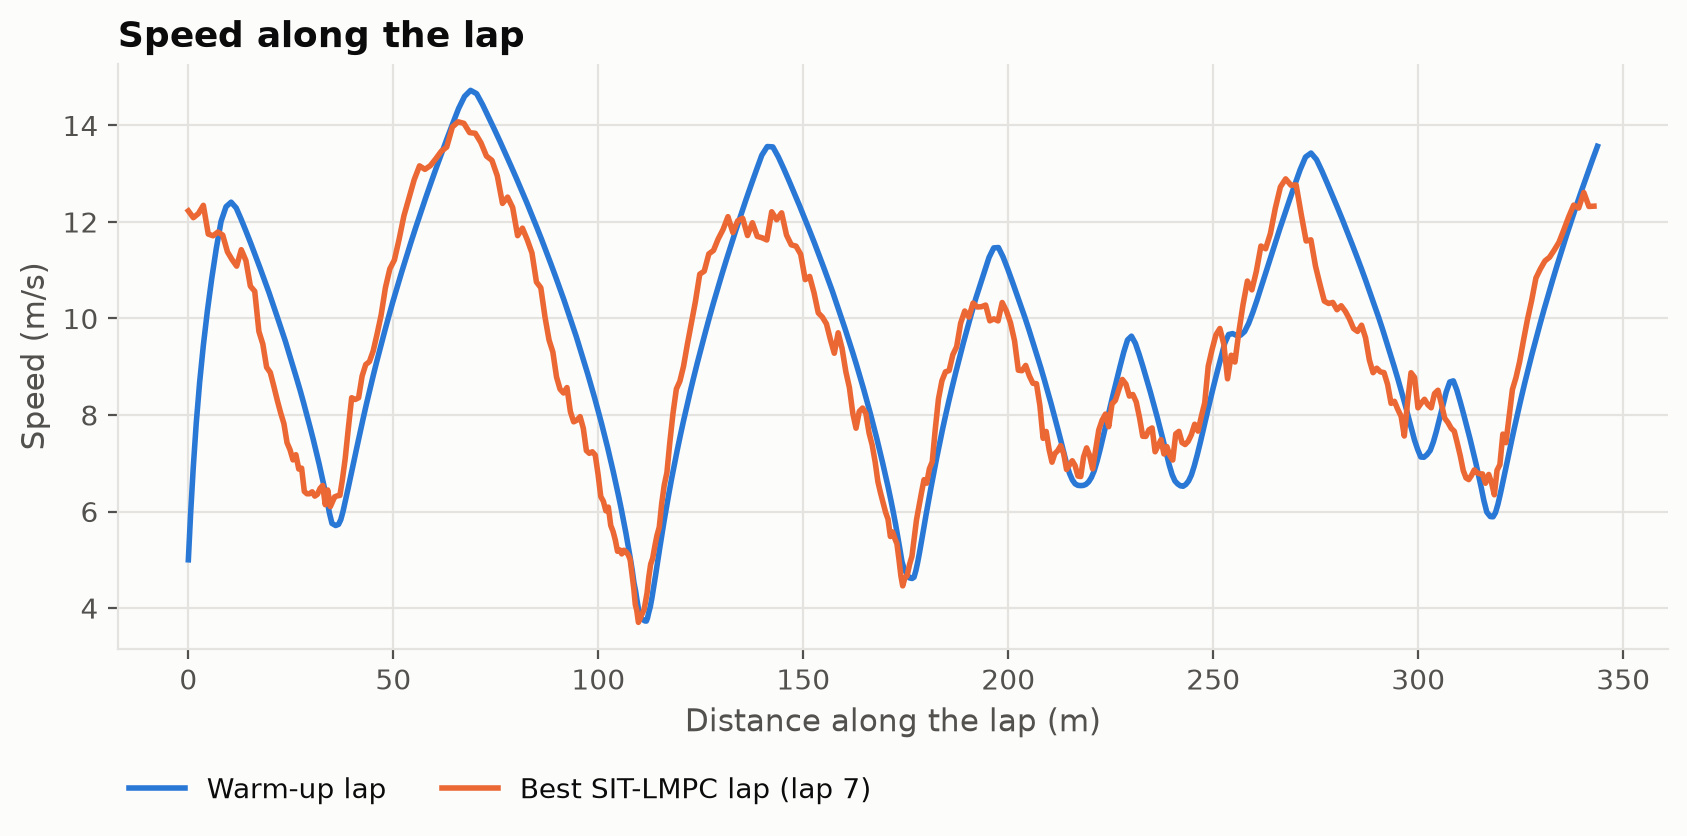 Speed along the lap
Speed (m/s)
14
12
10
8
6
4
0 50 100 150 200 250 300 350
Distance along the lap (m)
Warm-up lap Best SIT-LMPC lap (lap 7)